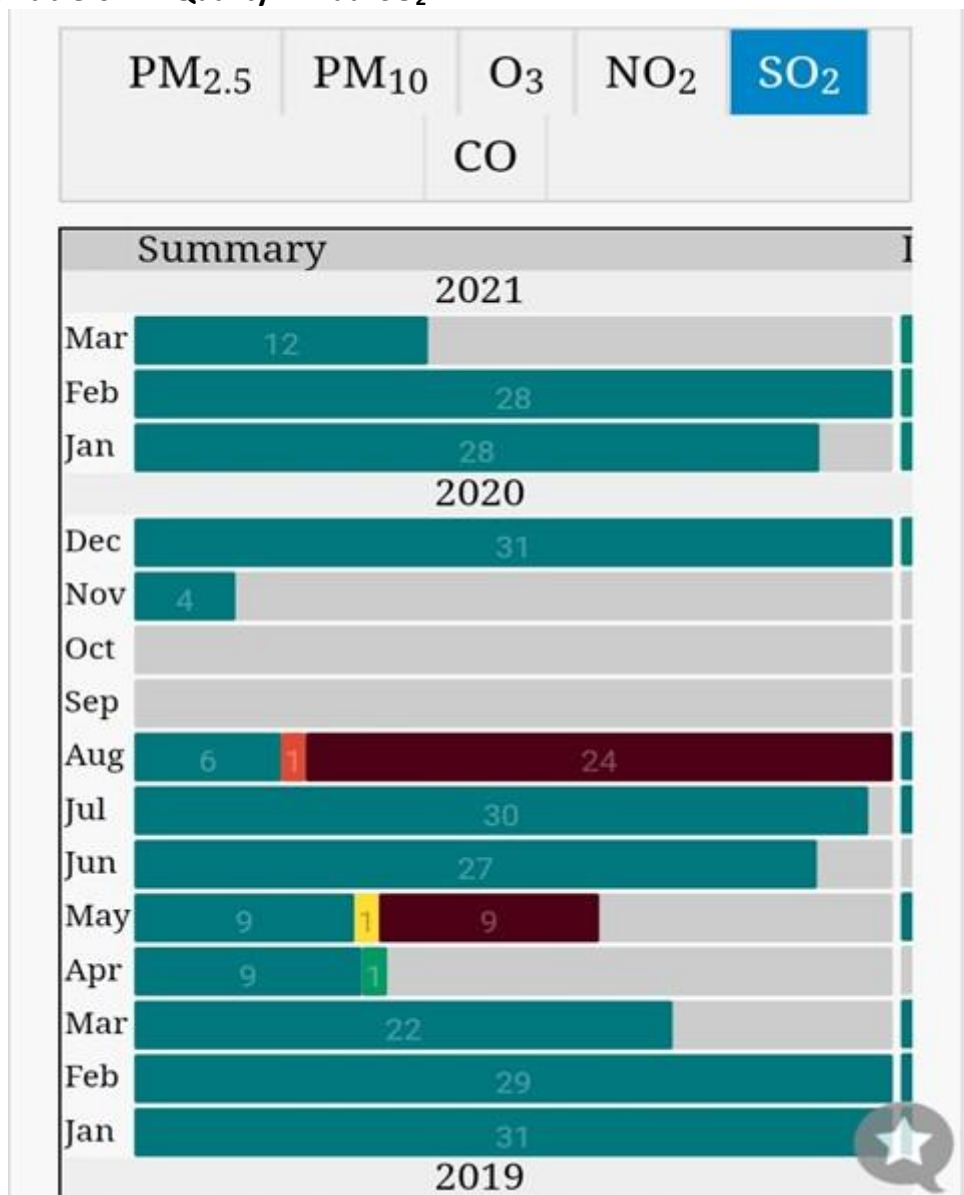 PM2.5 PM10 O3 NO2 SO2
CO
Summary
2021
Mar 12
Feb 28
Jan 28
2020
Dec 31
Nov 4
Oct
Sep
Aug 6 1 24
Jul 30
Jun 27
May 9 1 9
Apr 9 1
Mar 22
Feb 29
Jan 31
2019